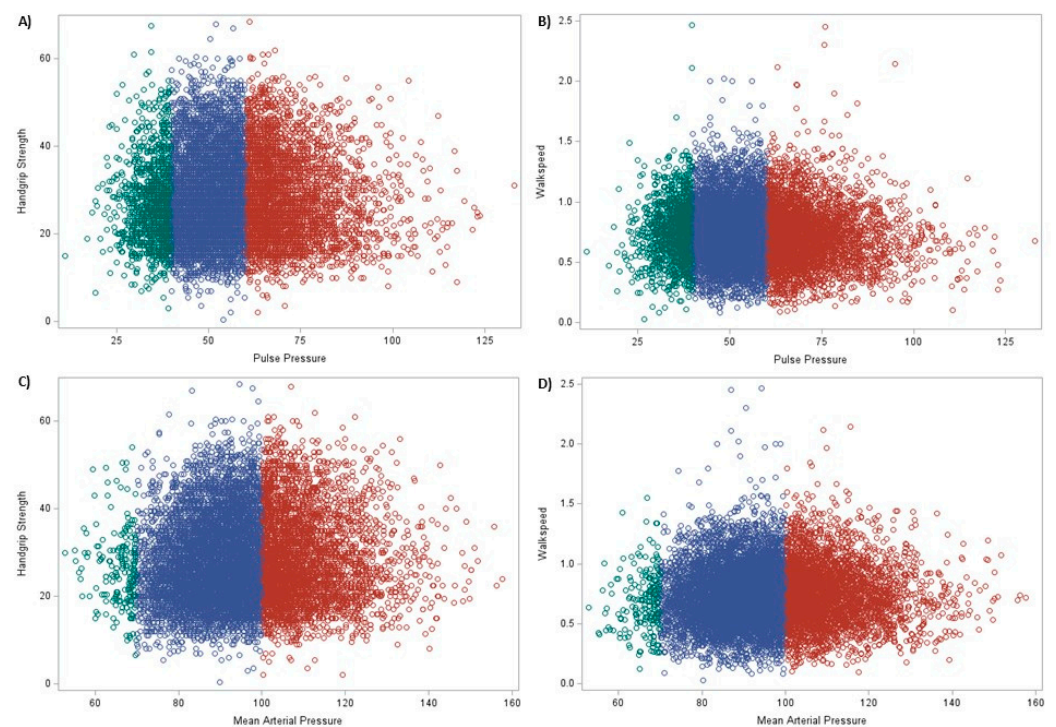 A)
60
40
20
0
Handgrip Strength
25 50 75 100 125
Pulse Pressure
B)
2.5
2.0
1.5
1.0
0.5
0.0
Walkspeed
25 50 75 100 125
Pulse Pressure
C)
60
40
20
0
Handgrip Strength
60 80 100 120 140 160
Mean Arterial Pressure
D)
2.5
2.0
1.5
1.0
0.5
0.0
Walkspeed
60 80 100 120 140 160
Mean Arterial Pressure